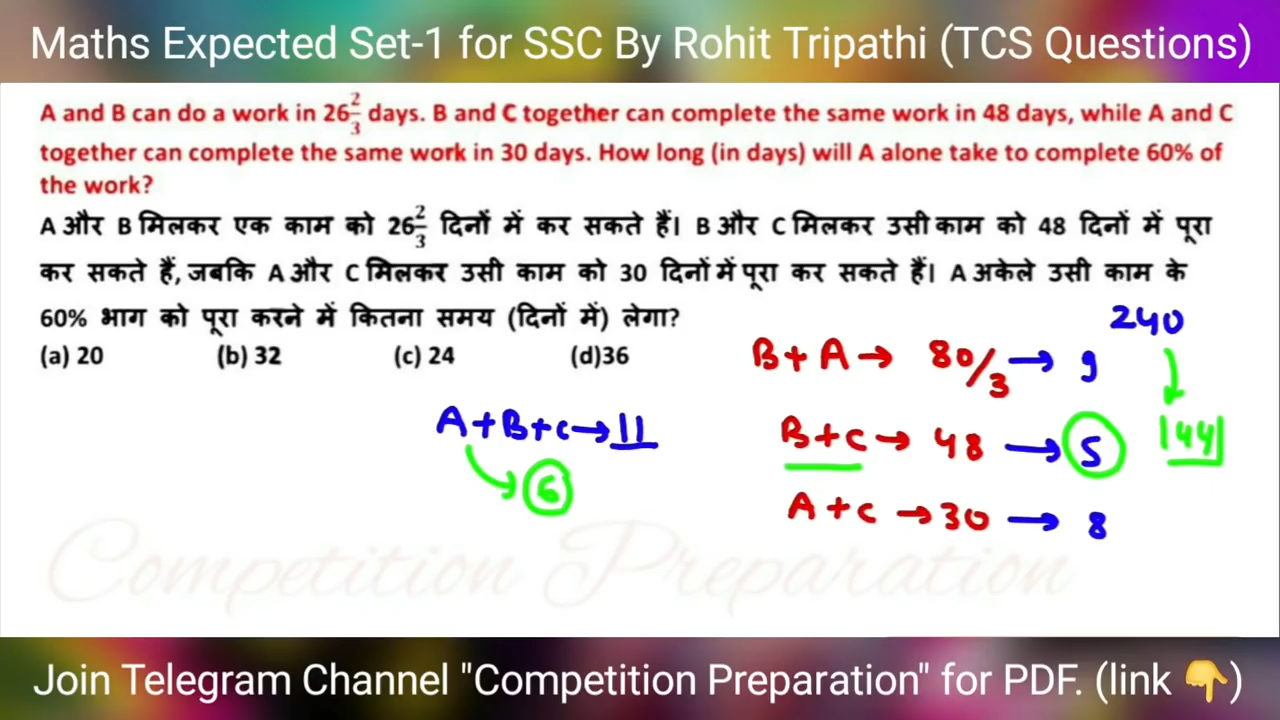 Maths Expected Set-1 for SSC By Rohit Tripathi (TCS Questions)
A and B can do a work in 26 2/3 days. B and C together can complete the same work in 48 days, while A and C
together can complete the same work in 30 days. How long (in days) will A alone take to complete 60% of
the work?
A और B मिलकर एक काम को 26 2/3 दिनों में कर सकते हैं। B और C मिलकर उसी काम को 48 दिनों में पूरा
कर सकते हैं, जबकि A और C मिलकर उसी काम को 30 दिनों में पूरा कर सकते हैं। A अकेले उसी काम के
60% भाग को पूरा करने में कितना समय (दिनों में) लेगा?
(a) 20 (b) 32 (c) 24 (d)36
240
B+A→ 80/3 → 9
A+B+C→11
B+C→ 48 → 5
144
6
A+C →30 → 8
Competition Preparation
Join Telegram Channel "Competition Preparation" for PDF. (link 👇)